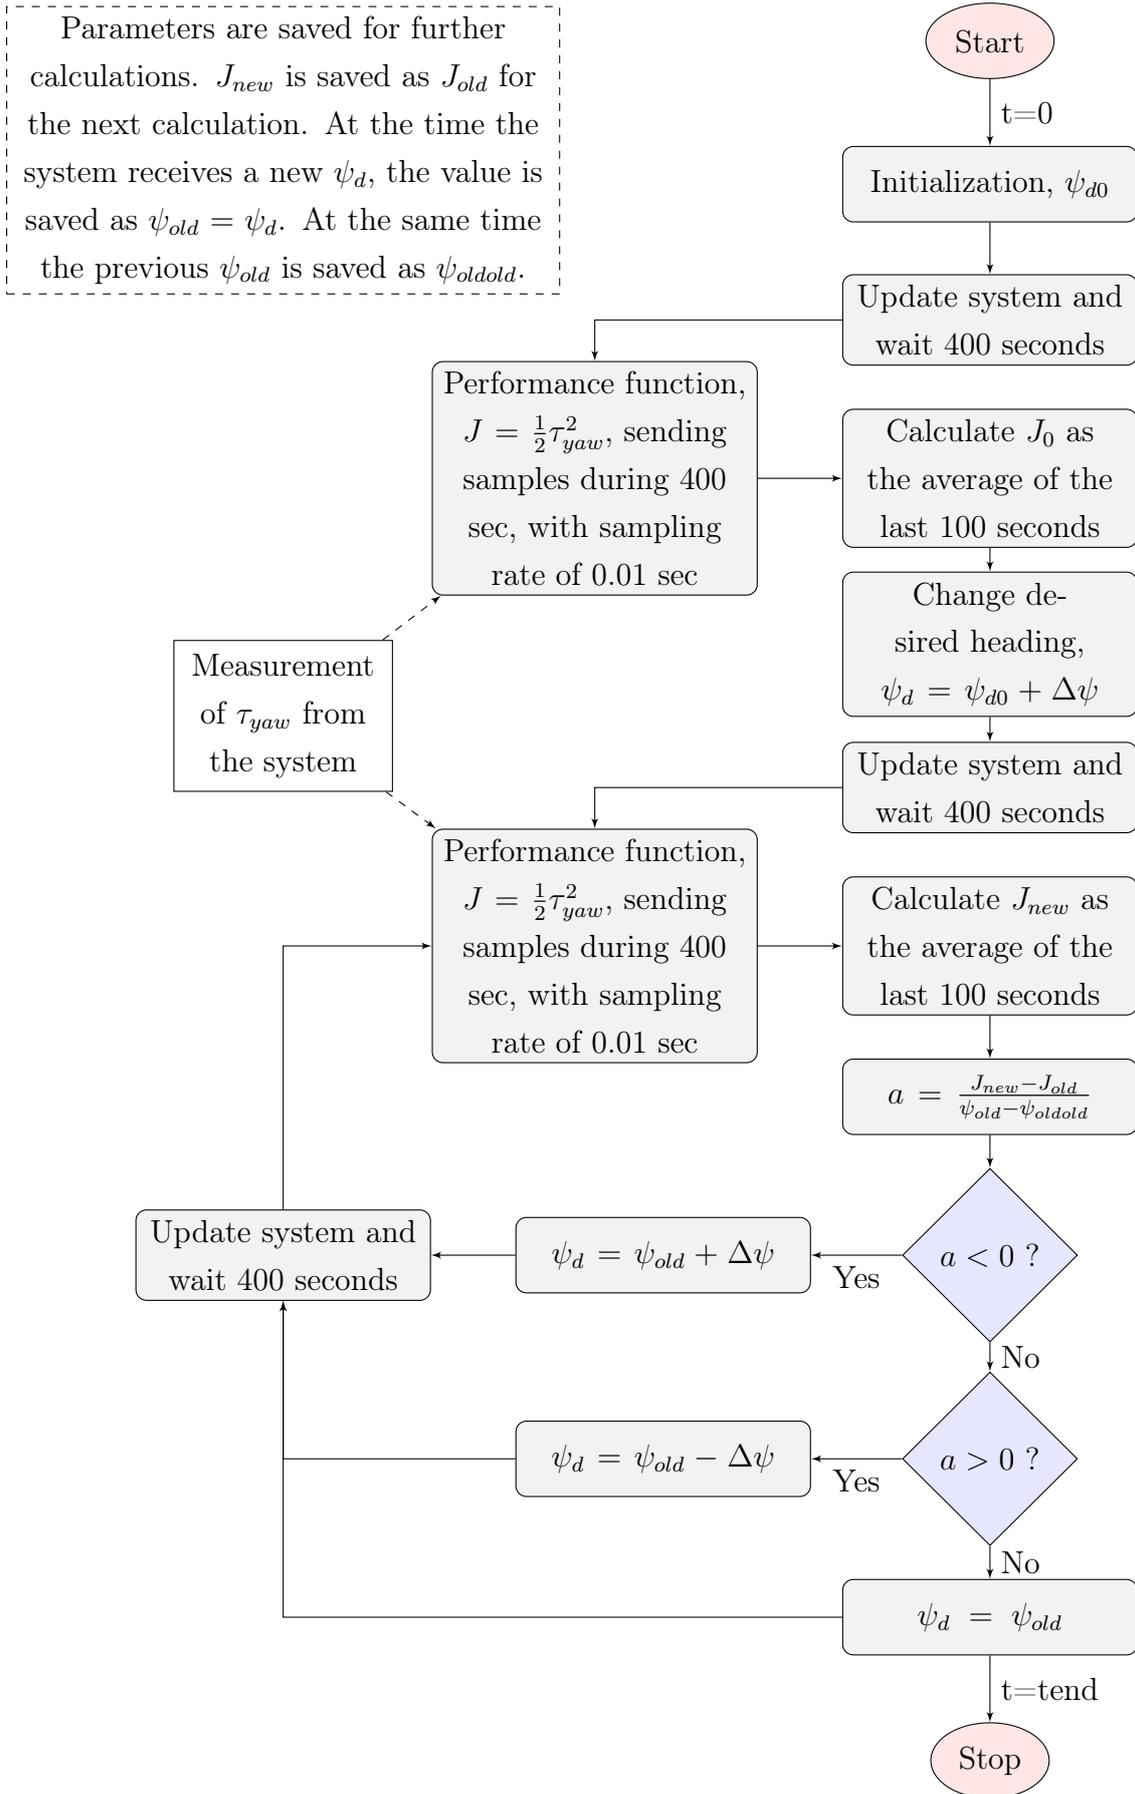 Parameters are saved for further
calculations. J_new is saved as J_old for
the next calculation. At the time the
system receives a new ψ_d, the value is
saved as ψ_old = ψ_d. At the same time
the previous ψ_old is saved as ψ_oldold.
Start
t=0
Initialization, ψ_d0
Update system and
wait 400 seconds
Performance function,
J = 1/2 τ²_yaw, sending
samples during 400
sec, with sampling
rate of 0.01 sec
Calculate J_0 as
the average of the
last 100 seconds
Change de-
sired heading,
ψ_d = ψ_d0 + Δψ
Measurement
of τ_yaw from
the system
Update system and
wait 400 seconds
Performance function,
J = 1/2 τ²_yaw, sending
samples during 400
sec, with sampling
rate of 0.01 sec
Calculate J_new as
the average of the
last 100 seconds
a = (J_new − J_old)/(ψ_old − ψ_oldold)
a < 0 ?
Yes
ψ_d = ψ_old + Δψ
Update system and
wait 400 seconds
No
a > 0 ?
Yes
ψ_d = ψ_old − Δψ
No
ψ_d = ψ_old
t=tend
Stop